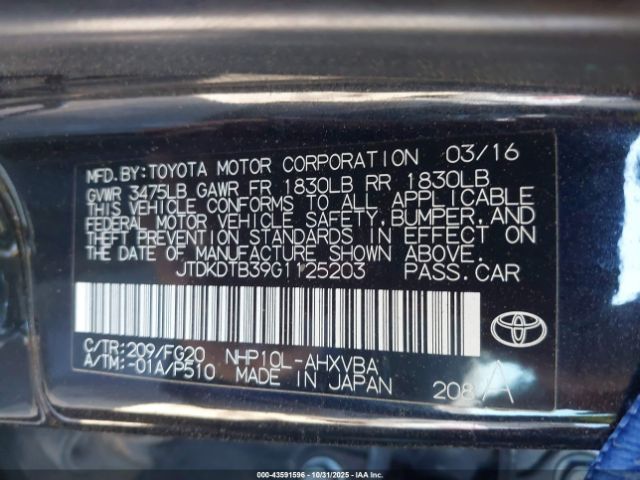 MFD.BY:TOYOTA MOTOR CORPORATION 03/16
GVWR 3475LB GAWR FR 1830LB RR 1830LB
THIS VEHICLE CONFORMS TO ALL APPLICABLE
FEDERAL MOTOR VEHICLE SAFETY,BUMPER,AND
THEFT PREVENTION STANDARDS IN EFFECT ON
THE DATE OF MANUFACTURE SHOWN ABOVE.
JTDKDTB39G1125203 PASS.CAR
C/TR:209/FG20 NHP10L-AHXVBA
A/TM:-01A/P510 MADE IN JAPAN 208 A
000-43591596 - 10/31/2025 - IAA Inc.